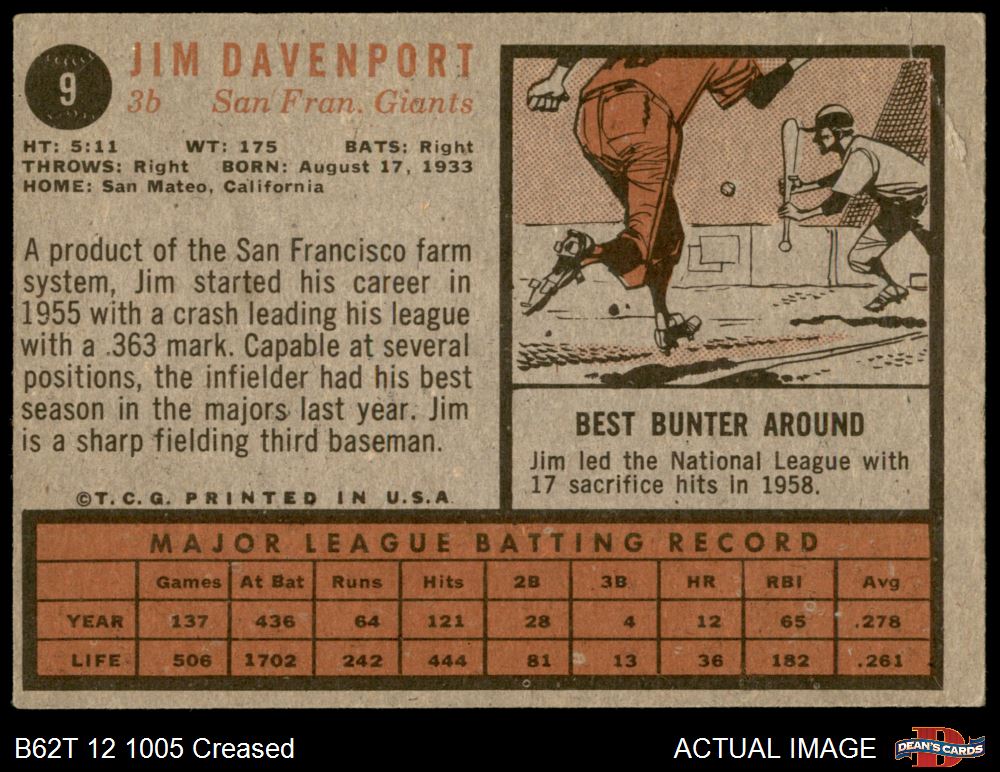 9
JIM DAVENPORT
3b San Fran. Giants
HT: 5:11 WT: 175 BATS: Right
THROWS: Right BORN: August 17, 1933
HOME: San Mateo, California
A product of the San Francisco farm
system, Jim started his career in
1955 with a crash leading his league
with a .363 mark. Capable at several
positions, the infielder had his best
season in the majors last year. Jim
is a sharp fielding third baseman.
©T.C.G. PRINTED IN U.S.A.
BEST BUNTER AROUND
Jim led the National League with
17 sacrifice hits in 1958.
MAJOR LEAGUE BATTING RECORD
Games At Bat Runs Hits 2B 3B HR RBI Avg
YEAR 137 436 64 121 28 4 12 65 .278
LIFE 506 1702 242 444 81 13 36 182 .261
B62T 12 1005 Creased ACTUAL IMAGE DEAN'S CARDS